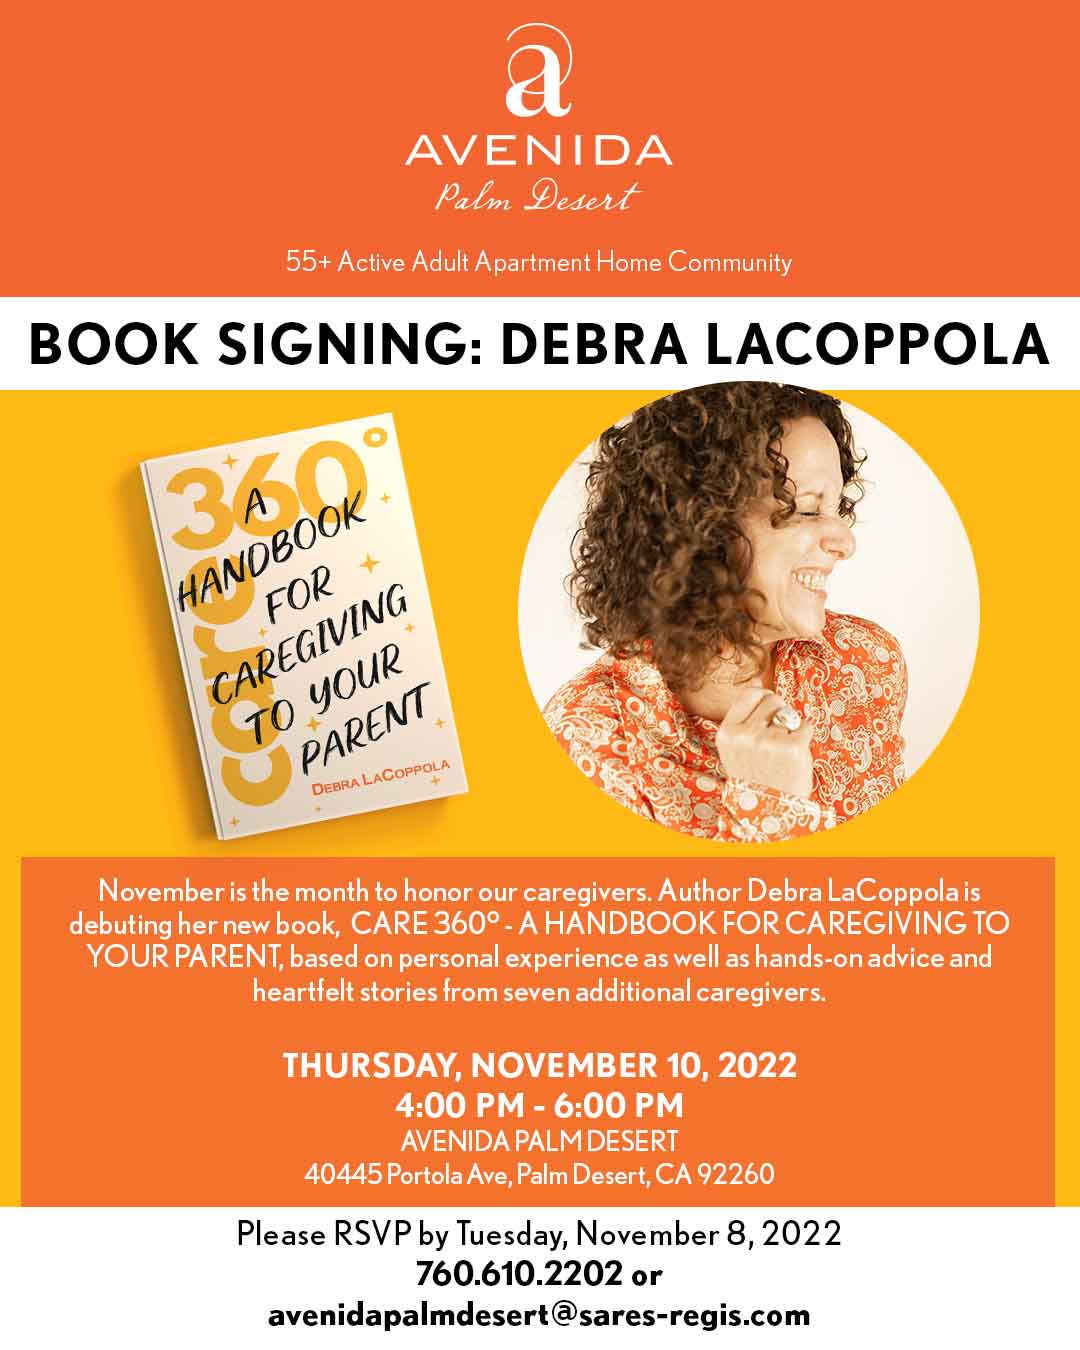 a
AVENIDA
Palm Desert
55+ Active Adult Apartment Home Community
BOOK SIGNING: DEBRA LACOPPOLA
360°
care
A
HANDBOOK
FOR
CAREGIVING
TO YOUR
PARENT
DEBRA LACOPPOLA
November is the month to honor our caregivers. Author Debra LaCoppola is
debuting her new book, CARE 360° - A HANDBOOK FOR CAREGIVING TO
YOUR PARENT, based on personal experience as well as hands-on advice and
heartfelt stories from seven additional caregivers.
THURSDAY, NOVEMBER 10, 2022
4:00 PM - 6:00 PM
AVENIDA PALM DESERT
40445 Portola Ave, Palm Desert, CA 92260
Please RSVP by Tuesday, November 8, 2022
760.610.2202 or
avenidapalmdesert@sares-regis.com